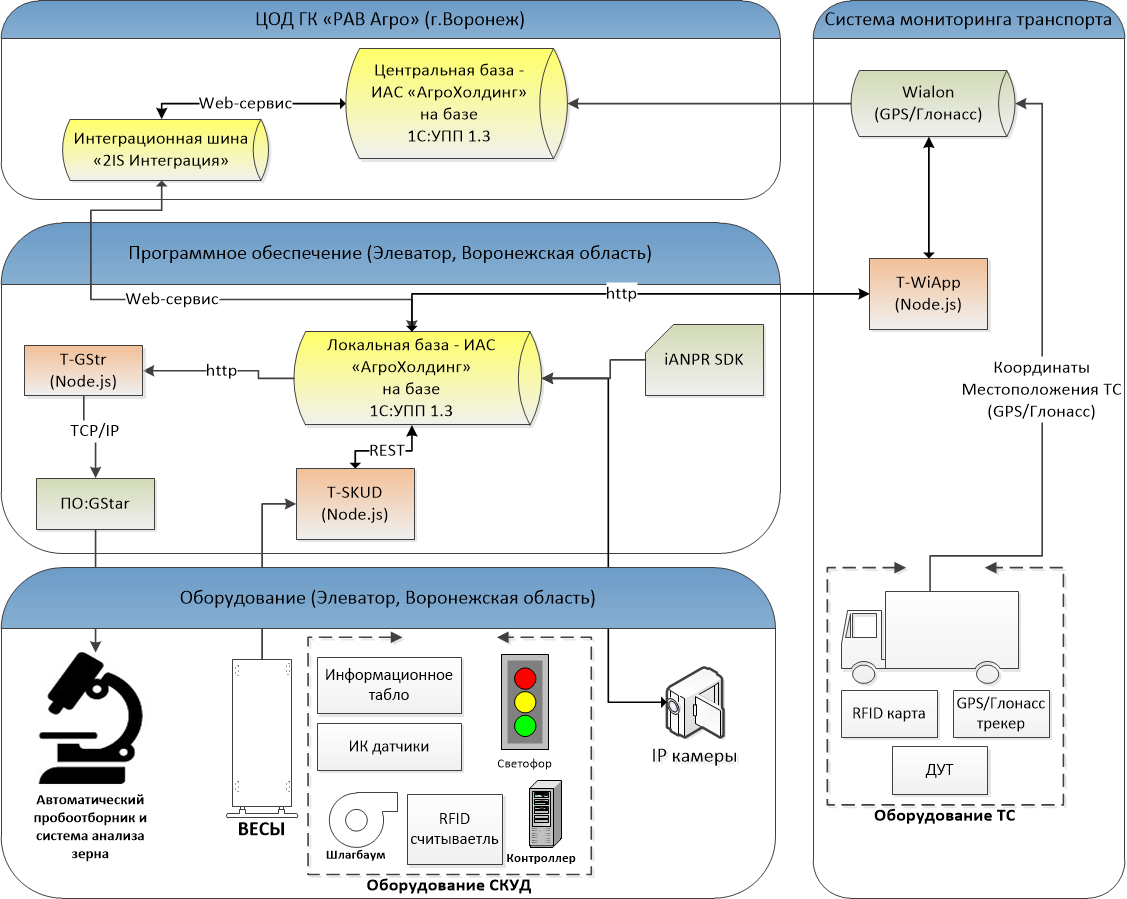 ЦОД ГК «РАВ Агро» (г.Воронеж)
Центральная база -
ИАС «АгроХолдинг»
на базе
1С:УПП 1.3
Web-сервис
Интеграционная шина
«2IS Интеграция»
Система мониторинга транспорта
Wialon
(GPS/Глонасс)
T-WiApp
(Node.js)
Координаты
Местоположения ТС
(GPS/Глонасс)
RFID карта
GPS/Глонасс
трекер
ДУТ
Оборудование ТС
Программное обеспечение (Элеватор, Воронежская область)
Web-сервис
http
Локальная база - ИАС
«АгроХолдинг»
на базе
1С:УПП 1.3
iANPR SDK
T-GStr
(Node.js)
http
TCP/IP
ПО:GStar
REST
T-SKUD
(Node.js)
Оборудование (Элеватор, Воронежская область)
Автоматический
пробоотборник и
система анализа
зерна
ВЕСЫ
Информационное
табло
ИК датчики
Светофор
Шлагбаум
RFID
считываетль
Контроллер
Оборудование СКУД
IP камеры